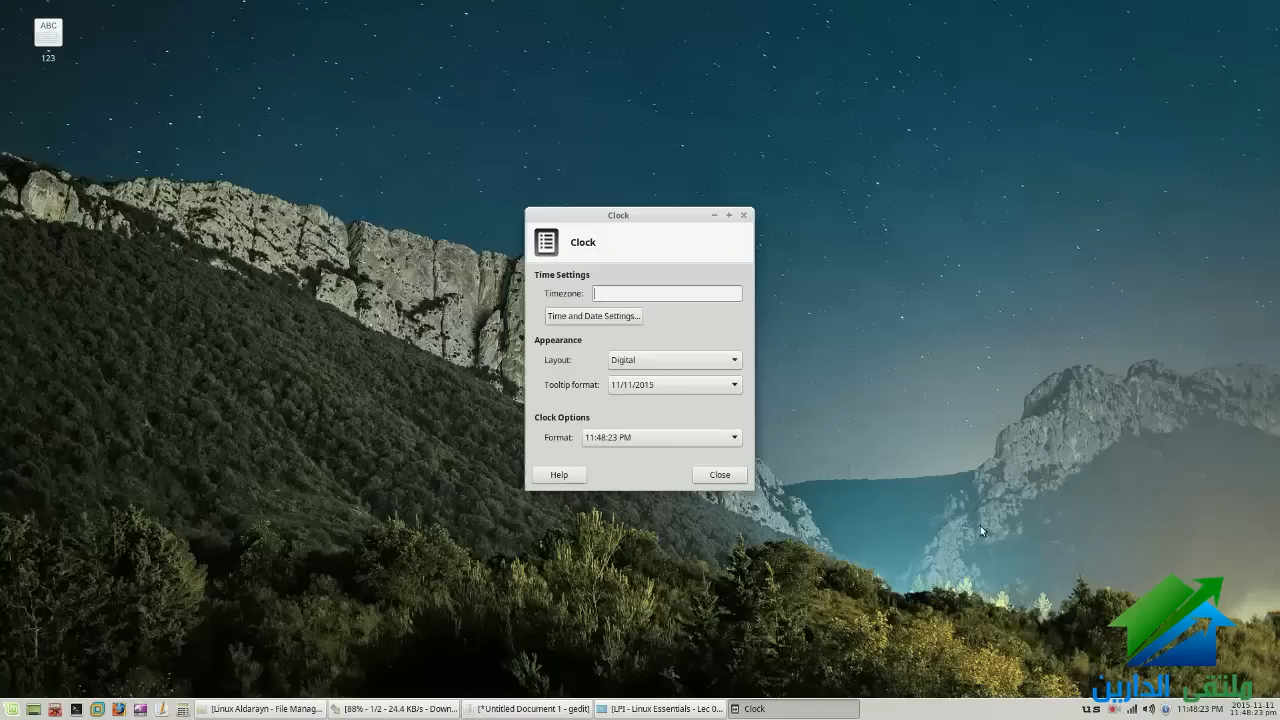 ABC
123
Clock
Clock
Time Settings
Timezone:
Time and Date Settings...
Appearance
Layout: Digital
Tooltip format: 11/11/2015
Clock Options
Format: 11:48:23 PM
Help Close
ملتقى الدارين
[Linux Aldarayn - File Manag... [88% - 1/2 - 24.4 KB/s - Down... [*Untitled Document 1 - gedit] [LPI - Linux Essentials - Lec 0... Clock us 11:48:23 PM
2015-11-11
11:48:23 pm